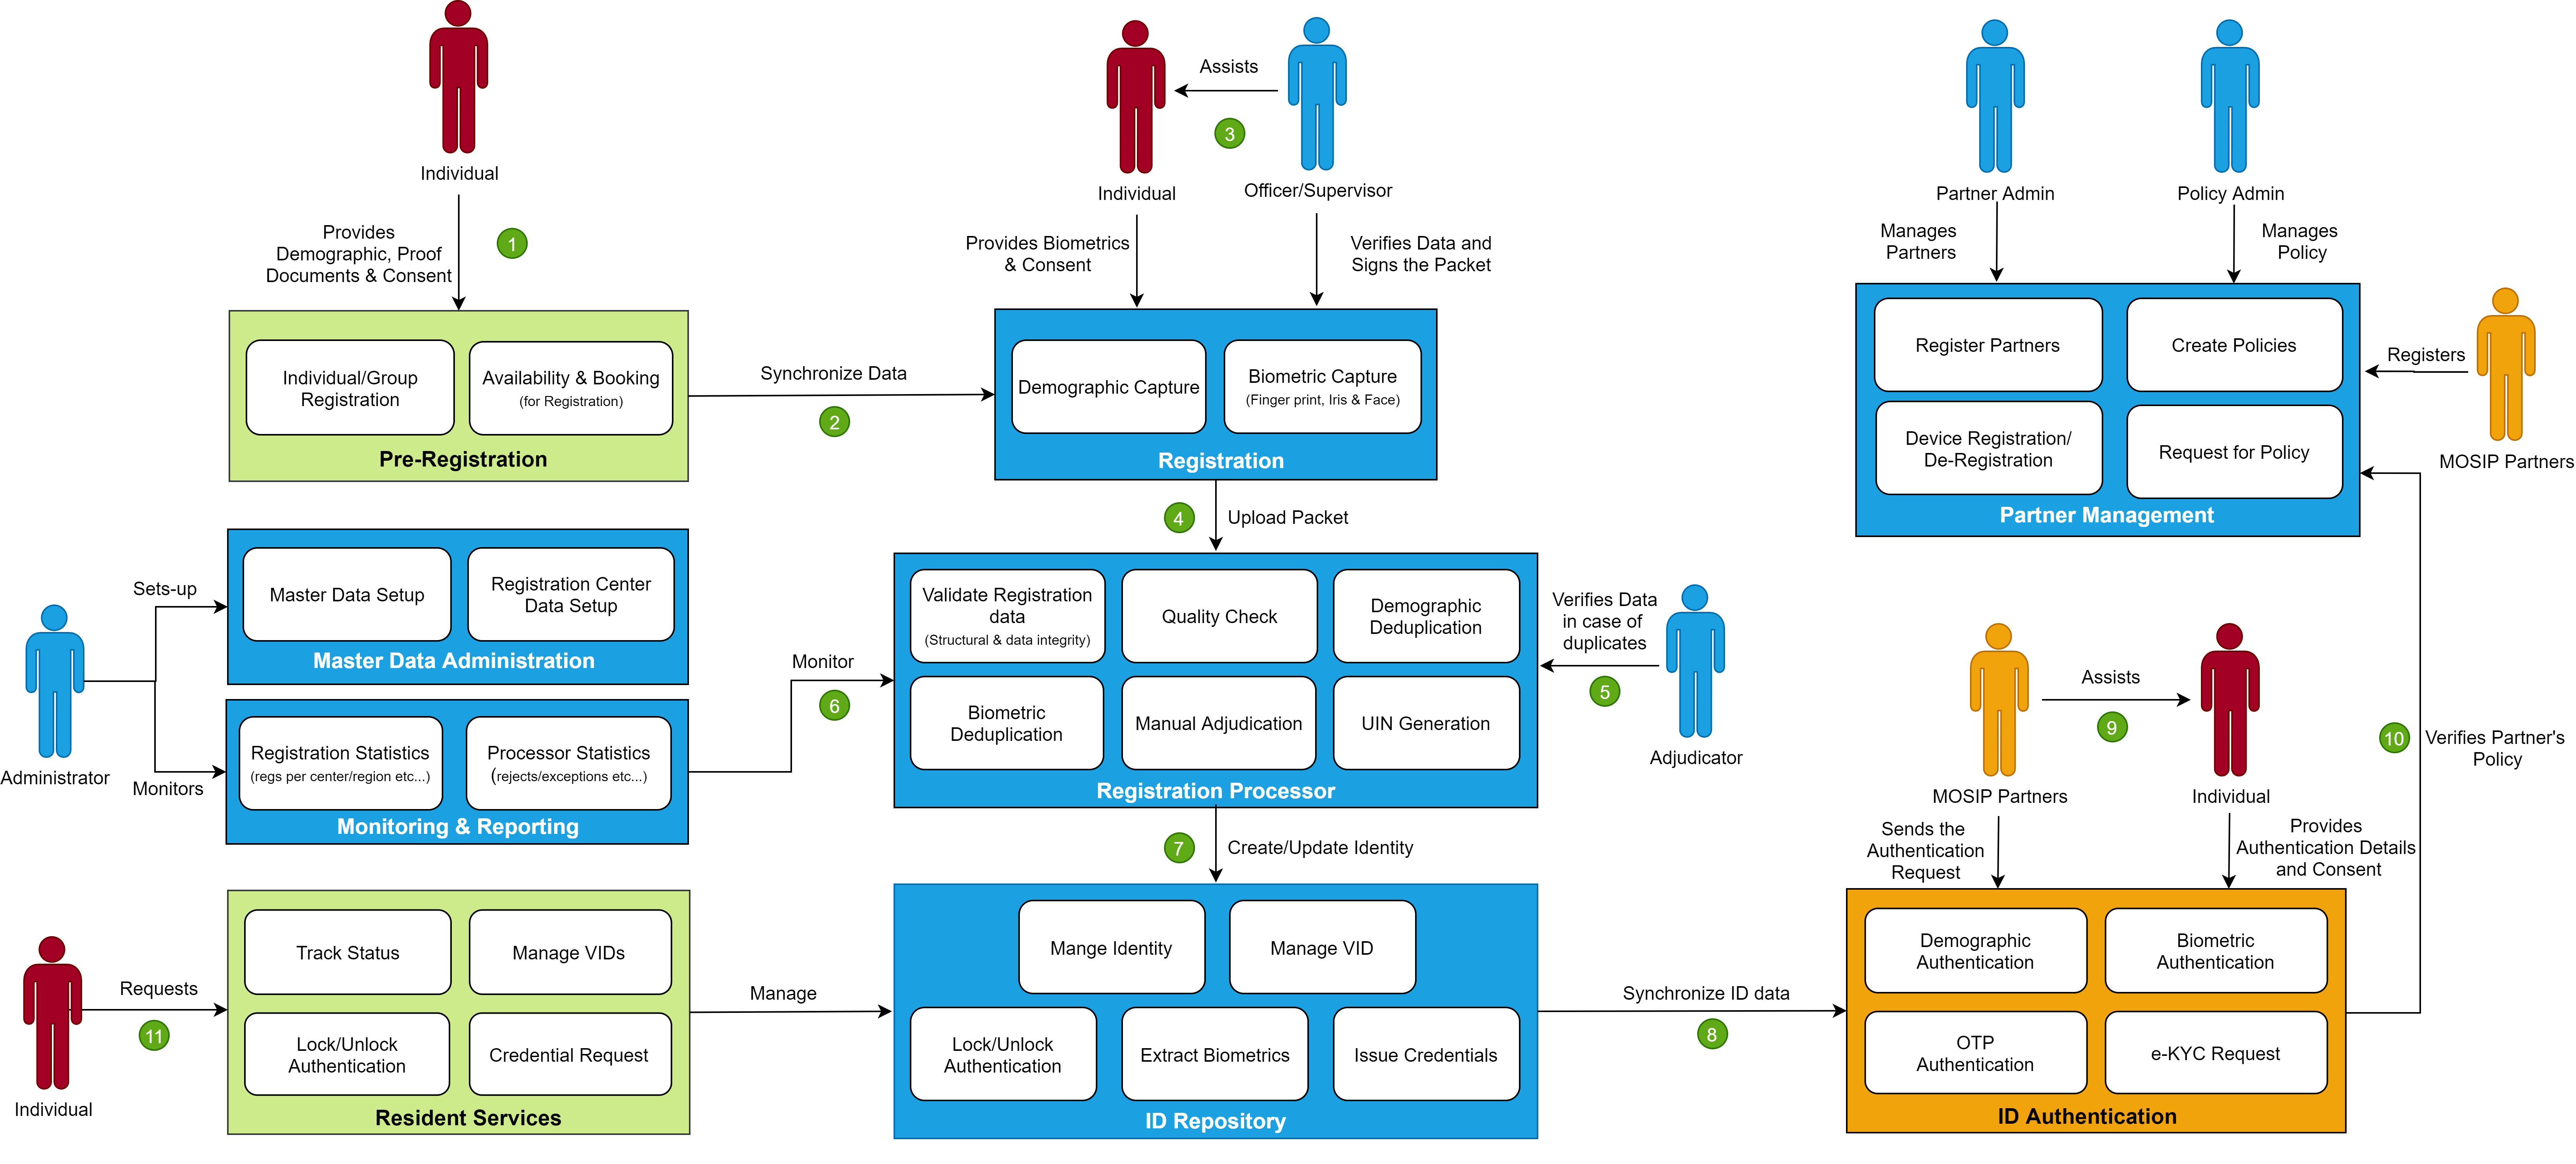 Individual
Provides
Demographic, Proof
Documents & Consent
1
Individual/Group
Registration
Availability & Booking
(for Registration)
Pre-Registration
Synchronize Data
2
Individual
Assists
3
Officer/Supervisor
Provides Biometrics
& Consent
Verifies Data and
Signs the Packet
Demographic Capture
Biometric Capture
(Finger print, Iris & Face)
Registration
4
Upload Packet
Partner Admin
Policy Admin
Manages
Partners
Manages
Policy
Register Partners
Create Policies
Device Registration/
De-Registration
Request for Policy
Partner Management
Registers
MOSIP Partners
Administrator
Sets-up
Monitors
Master Data Setup
Registration Center
Data Setup
Master Data Administration
Registration Statistics
(regs per center/region etc...)
Processor Statistics
(rejects/exceptions etc...)
Monitoring & Reporting
Monitor
6
Validate Registration
data
(Structural & data integrity)
Quality Check
Demographic
Deduplication
Biometric
Deduplication
Manual Adjudication
UIN Generation
Registration Processor
Verifies Data
in case of
duplicates
5
Adjudicator
7
Create/Update Identity
MOSIP Partners
Assists
9
Individual
Sends the
Authentication
Request
Provides
Authentication Details
and Consent
10
Verifies Partner's
Policy
Individual
Requests
11
Track Status
Manage VIDs
Lock/Unlock
Authentication
Credential Request
Resident Services
Manage
Mange Identity
Manage VID
Lock/Unlock
Authentication
Extract Biometrics
Issue Credentials
ID Repository
Synchronize ID data
8
Demographic
Authentication
Biometric
Authentication
OTP
Authentication
e-KYC Request
ID Authentication